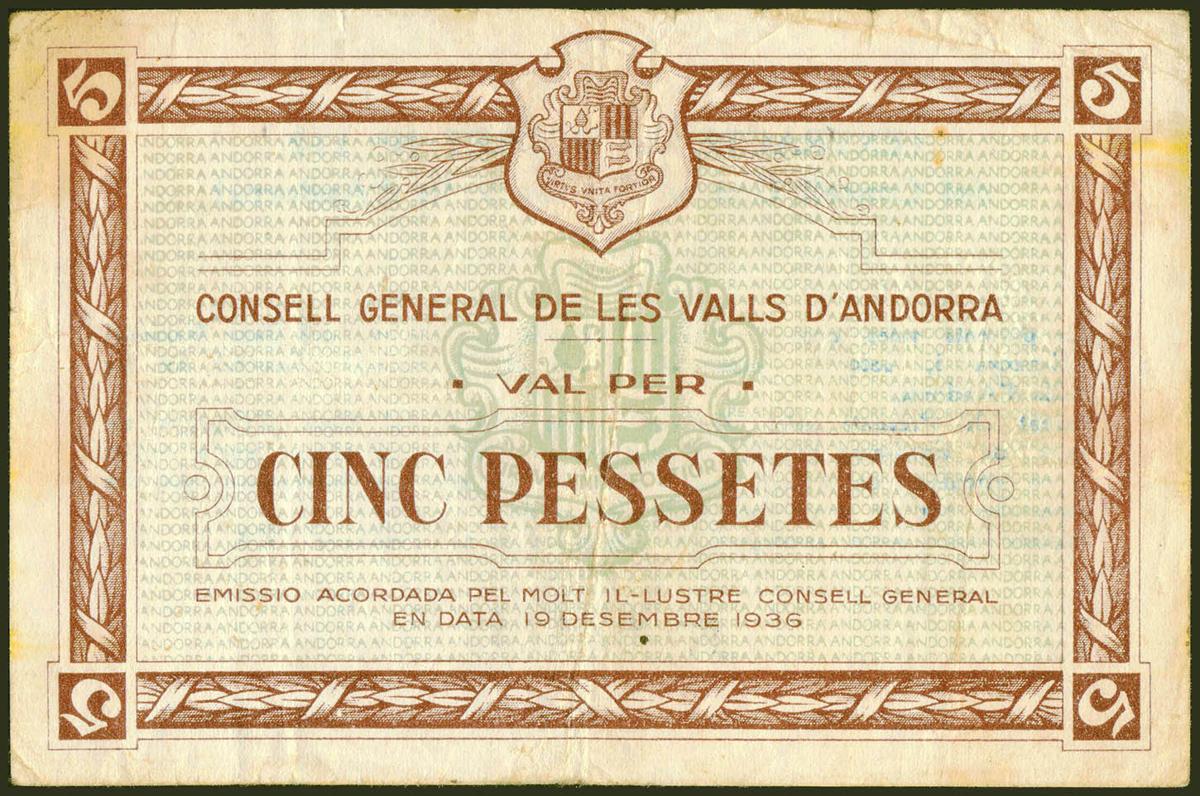 5 5
VIRTUS VNITA FORTIOR
CONSELL GENERAL DE LES VALLS D'ANDORRA
· VAL PER ·
CINC PESSETES
EMISSIO ACORDADA PEL MOLT IL-LUSTRE CONSELL GENERAL
EN DATA 19 DESEMBRE 1936
5 5